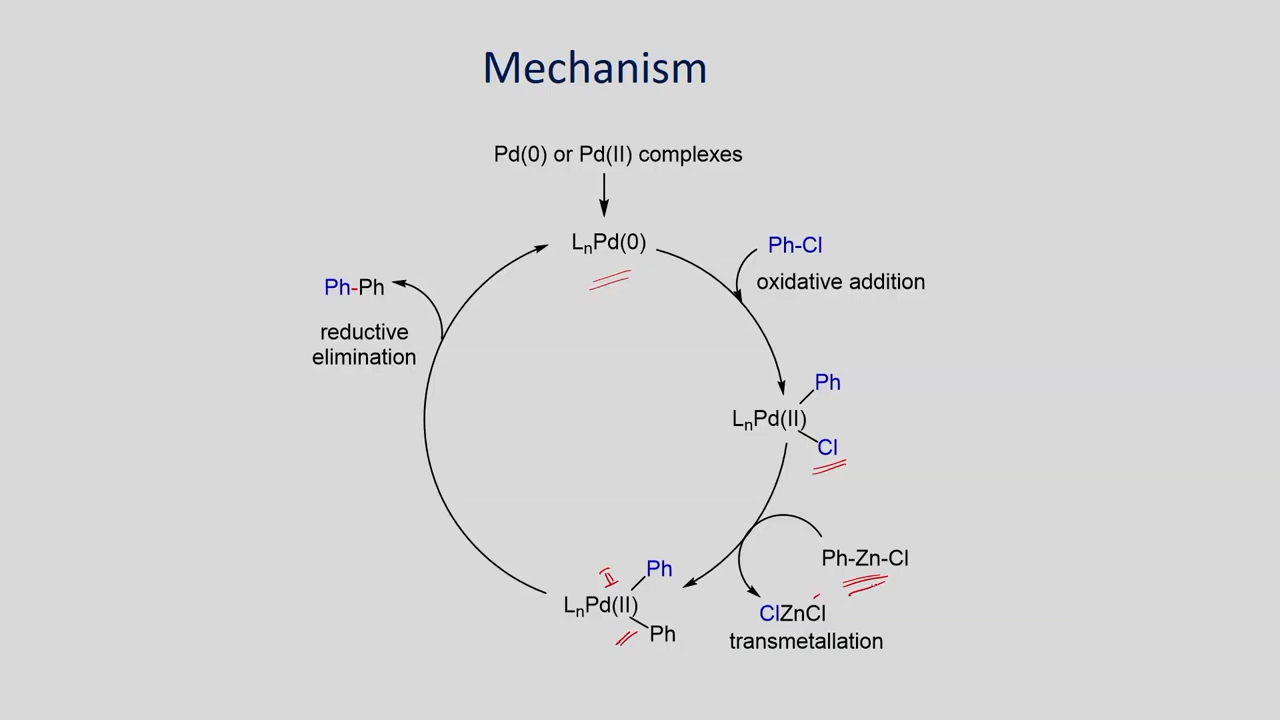 Mechanism
Pd(0) or Pd(II) complexes
LnPd(0)
Ph-Cl
oxidative addition
Ph-Ph
reductive
elimination
Ph
LnPd(II)
Cl
Ph-Zn-Cl
ClZnCl
transmetallation
II
Ph
LnPd(II)
Ph